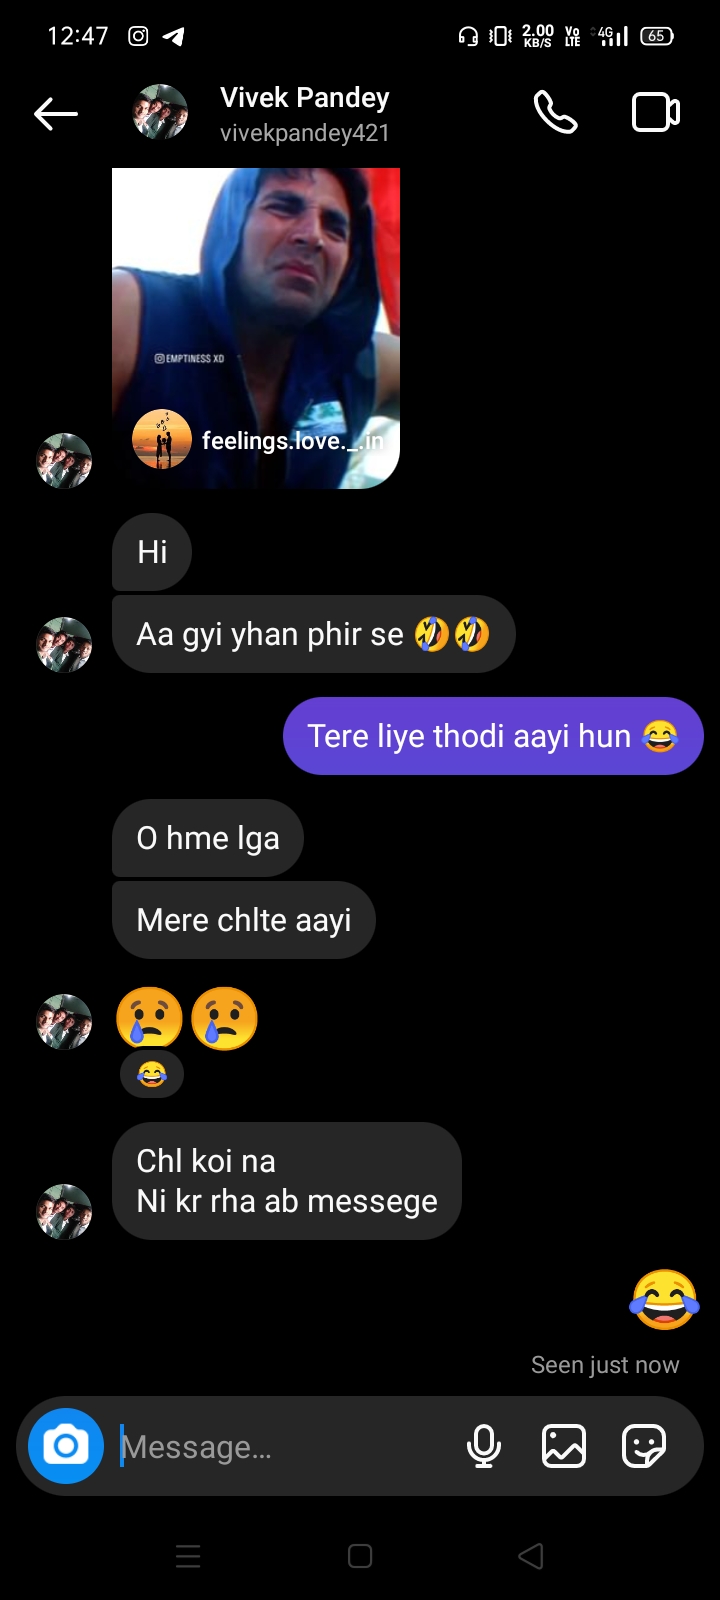 12:47
2.00
KB/S
Vo
LTE
4G
65
Vivek Pandey
vivekpandey421
EMPTINESS XD
feelings.love._.in
Hi
Aa gyi yhan phir se 🤣🤣
Tere liye thodi aayi hun 😂
O hme lga
Mere chlte aayi
😢😢
😂
Chl koi na
Ni kr rha ab messege
😂
Seen just now
Message...